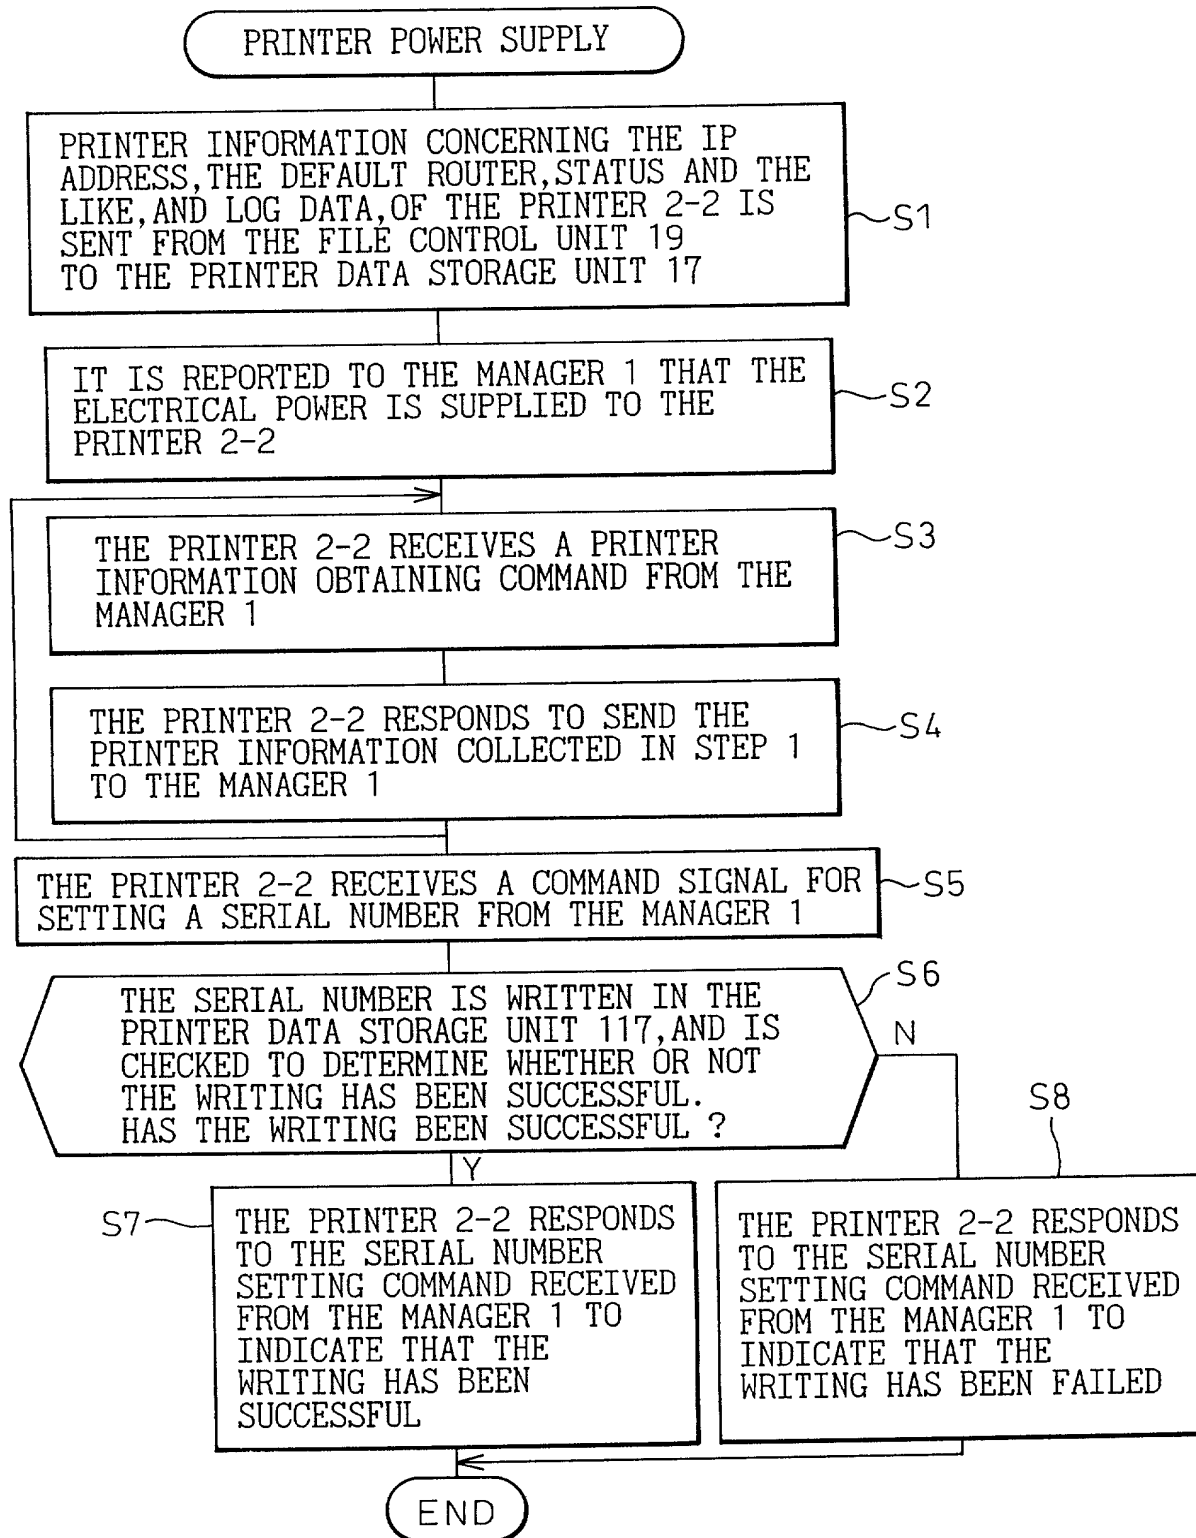 PRINTER POWER SUPPLY
PRINTER INFORMATION CONCERNING THE IP
ADDRESS,THE DEFAULT ROUTER,STATUS AND THE
LIKE,AND LOG DATA,OF THE PRINTER 2-2 IS
SENT FROM THE FILE CONTROL UNIT 19
TO THE PRINTER DATA STORAGE UNIT 17
S1
IT IS REPORTED TO THE MANAGER 1 THAT THE
ELECTRICAL POWER IS SUPPLIED TO THE
PRINTER 2-2
S2
THE PRINTER 2-2 RECEIVES A PRINTER
INFORMATION OBTAINING COMMAND FROM THE
MANAGER 1
S3
THE PRINTER 2-2 RESPONDS TO SEND THE
PRINTER INFORMATION COLLECTED IN STEP 1
TO THE MANAGER 1
S4
THE PRINTER 2-2 RECEIVES A COMMAND SIGNAL FOR
SETTING A SERIAL NUMBER FROM THE MANAGER 1
S5
THE SERIAL NUMBER IS WRITTEN IN THE
PRINTER DATA STORAGE UNIT 117,AND IS
CHECKED TO DETERMINE WHETHER OR NOT
THE WRITING HAS BEEN SUCCESSFUL.
HAS THE WRITING BEEN SUCCESSFUL ?
S6
N
Y
S7
THE PRINTER 2-2 RESPONDS
TO THE SERIAL NUMBER
SETTING COMMAND RECEIVED
FROM THE MANAGER 1 TO
INDICATE THAT THE
WRITING HAS BEEN
SUCCESSFUL
S8
THE PRINTER 2-2 RESPONDS
TO THE SERIAL NUMBER
SETTING COMMAND RECEIVED
FROM THE MANAGER 1 TO
INDICATE THAT THE
WRITING HAS BEEN FAILED
END